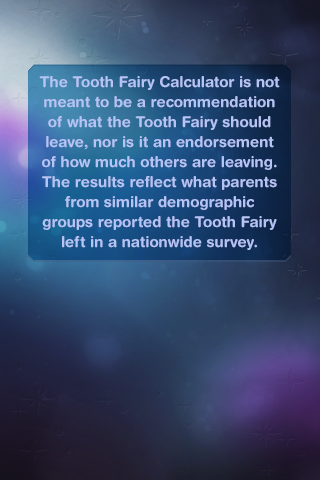 The Tooth Fairy Calculator is not
meant to be a recommendation
of what the Tooth Fairy should
leave, nor is it an endorsement
of how much others are leaving.
The results reflect what parents
from similar demographic
groups reported the Tooth Fairy
left in a nationwide survey.